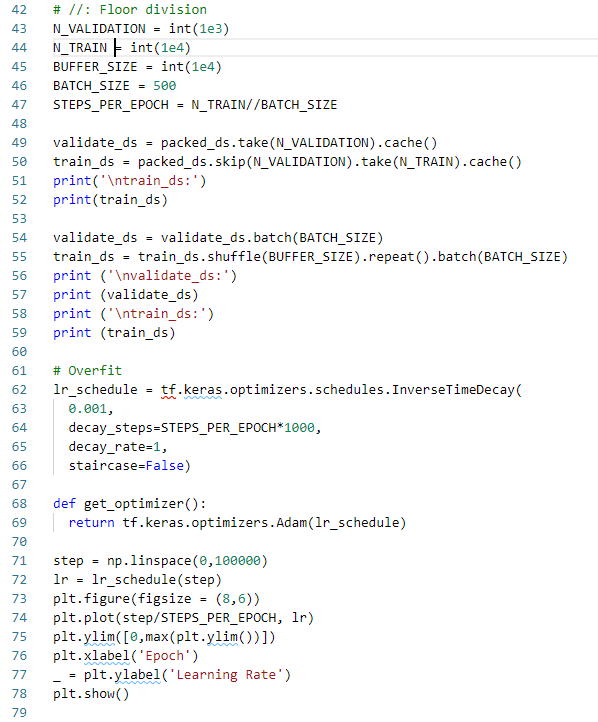 42 # //: Floor division
43 N_VALIDATION = int(1e3)
44 N_TRAIN = int(1e4)
45 BUFFER_SIZE = int(1e4)
46 BATCH_SIZE = 500
47 STEPS_PER_EPOCH = N_TRAIN//BATCH_SIZE
48
49 validate_ds = packed_ds.take(N_VALIDATION).cache()
50 train_ds = packed_ds.skip(N_VALIDATION).take(N_TRAIN).cache()
51 print('\ntrain_ds:')
52 print(train_ds)
53
54 validate_ds = validate_ds.batch(BATCH_SIZE)
55 train_ds = train_ds.shuffle(BUFFER_SIZE).repeat().batch(BATCH_SIZE)
56 print ('\nvalidate_ds:')
57 print (validate_ds)
58 print ('\ntrain_ds:')
59 print (train_ds)
60
61 # Overfit
62 lr_schedule = tf.keras.optimizers.schedules.InverseTimeDecay(
63   0.001,
64   decay_steps=STEPS_PER_EPOCH*1000,
65   decay_rate=1,
66   staircase=False)
67
68 def get_optimizer():
69   return tf.keras.optimizers.Adam(lr_schedule)
70
71 step = np.linspace(0,100000)
72 lr = lr_schedule(step)
73 plt.figure(figsize = (8,6))
74 plt.plot(step/STEPS_PER_EPOCH, lr)
75 plt.ylim([0,max(plt.ylim())])
76 plt.xlabel('Epoch')
77 _ = plt.ylabel('Learning Rate')
78 plt.show()
79